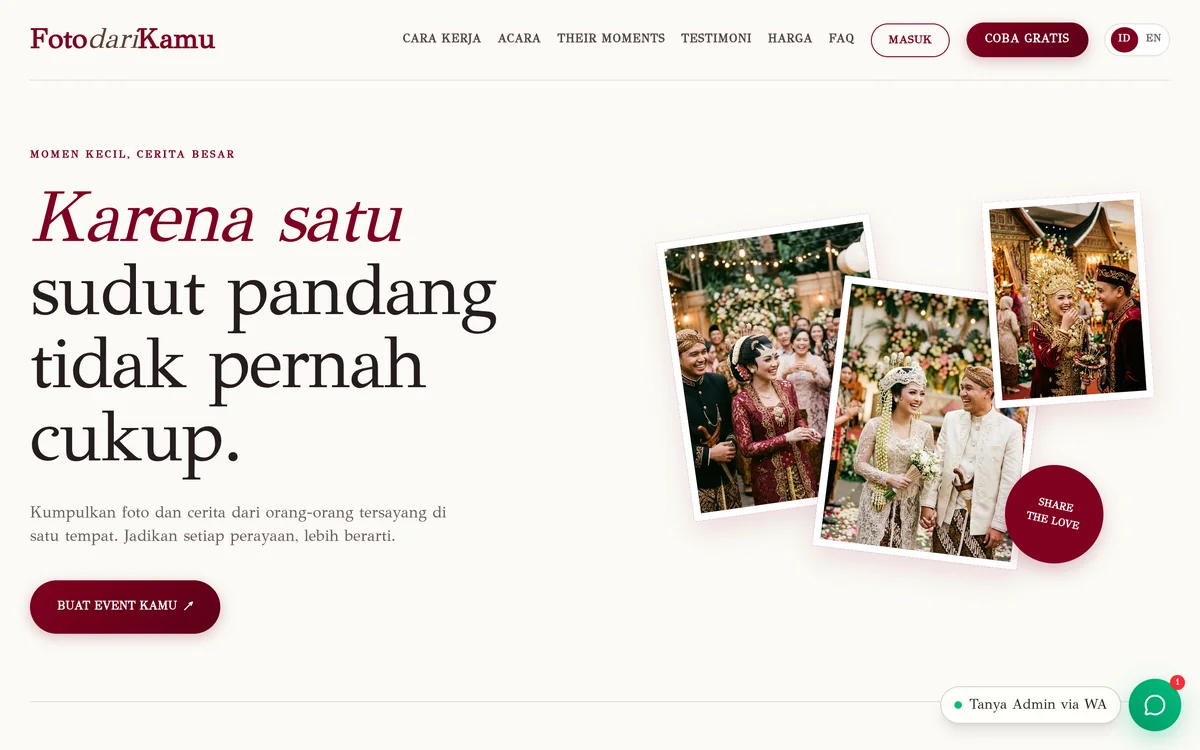 FotodariKamu
CARA KERJA
ACARA
THEIR MOMENTS
TESTIMONI
HARGA
FAQ
MASUK
COBA GRATIS
ID
EN
MOMEN KECIL, CERITA BESAR
Karena satu
sudut pandang
tidak pernah
cukup.
Kumpulkan foto dan cerita dari orang-orang tersayang di
satu tempat. Jadikan setiap perayaan, lebih berarti.
BUAT EVENT KAMU ↗
SHARE
THE LOVE
Tanya Admin via WA
1